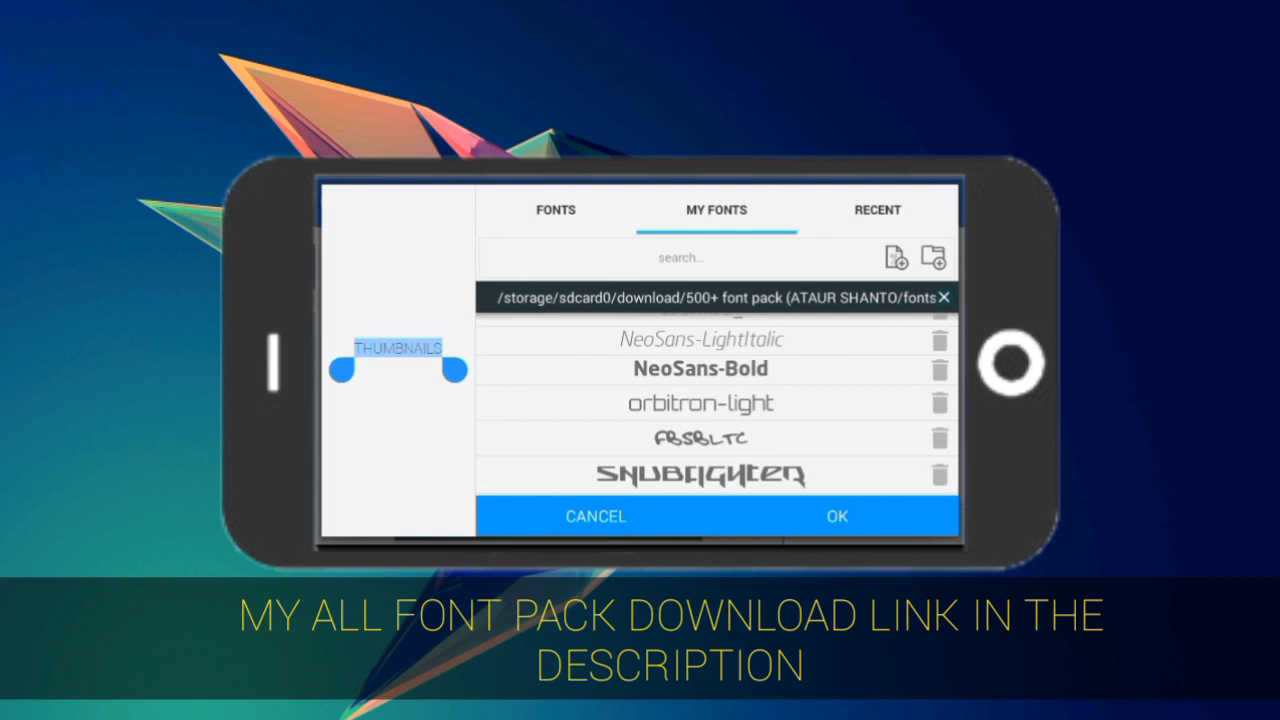 FONTS MY FONTS RECENT
search...
/storage/sdcard0/download/500+ font pack (ATAUR SHANTO/fonts
NeoSans-LightItalic
THUMBNAILS
NeoSans-Bold
orbitron-light
FBSBLTC
SNUBFIGHTER
CANCEL OK
MY ALL FONT PACK DOWNLOAD LINK IN THE
DESCRIPTION